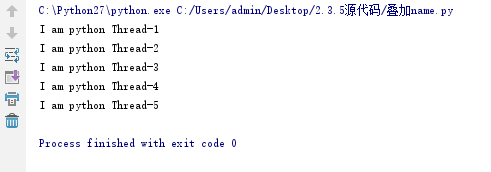 C:\Python27\python.exe C:/Users/admin/Desktop/2.3.5源代码/叠加name.py
I am python Thread-1
I am python Thread-2
I am python Thread-3
I am python Thread-4
I am python Thread-5
Process finished with exit code 0